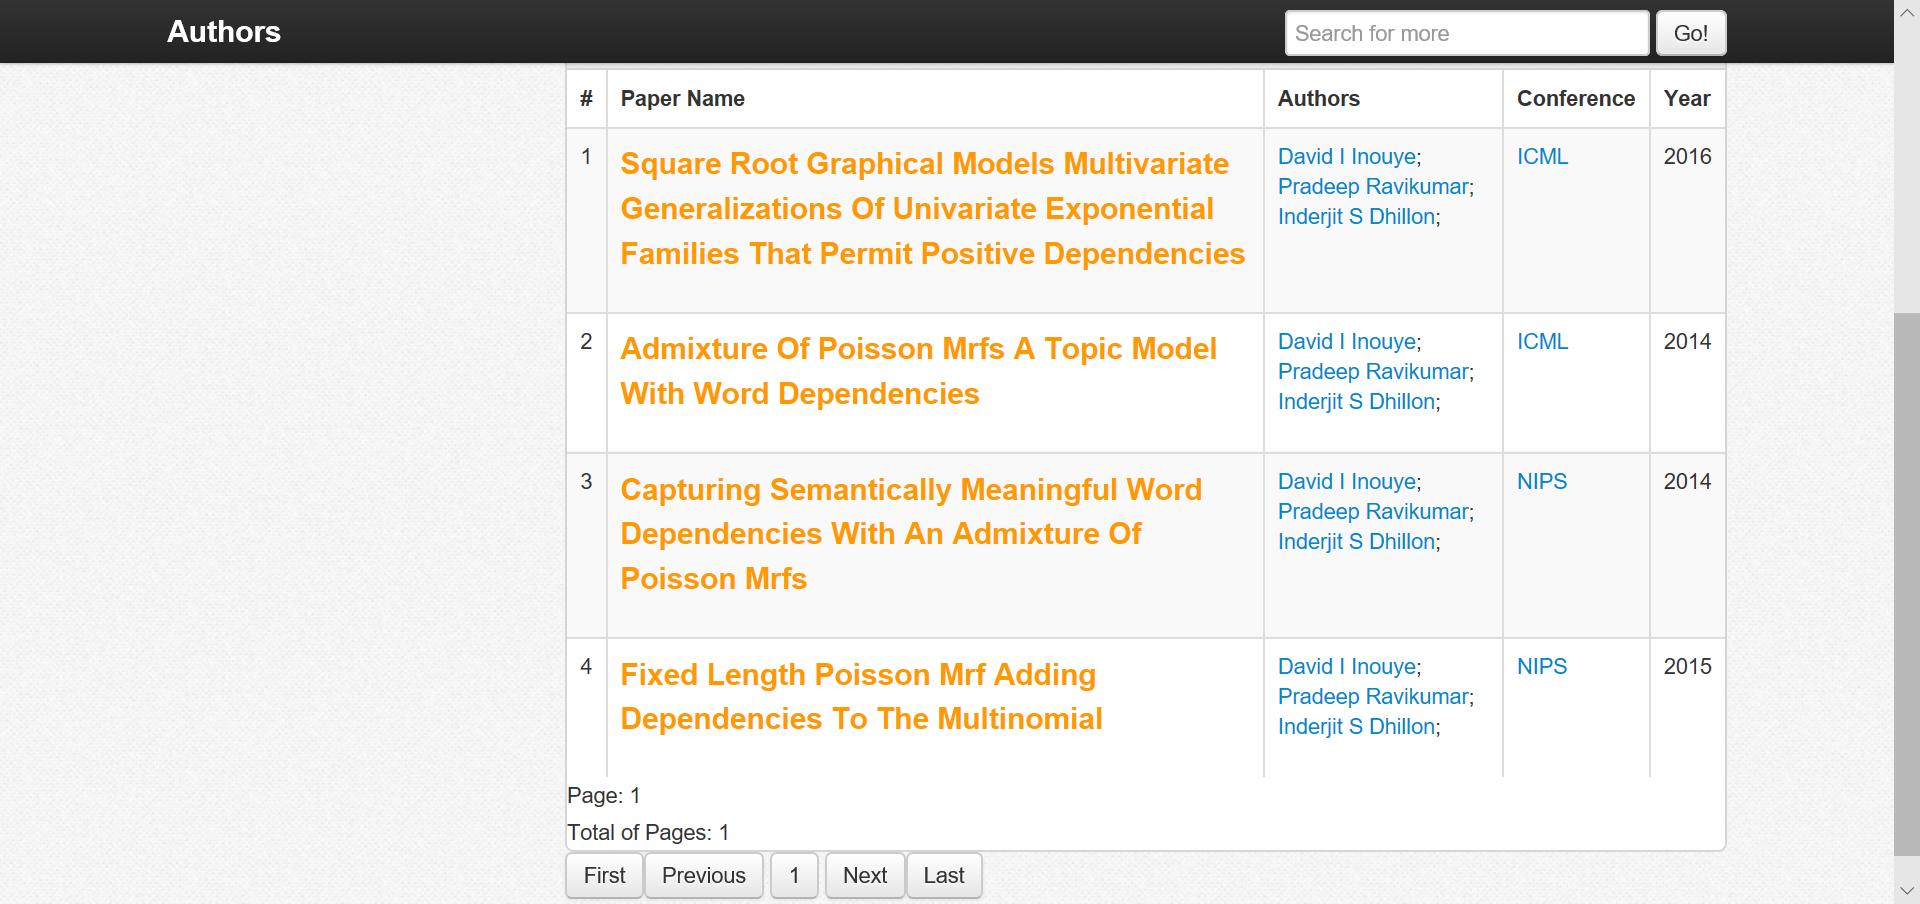 Authors
Search for more
Go!
# Paper Name Authors Conference Year
1 Square Root Graphical Models Multivariate Generalizations Of Univariate Exponential Families That Permit Positive Dependencies
David I Inouye;
Pradeep Ravikumar;
Inderjit S Dhillon;
ICML
2016
2 Admixture Of Poisson Mrfs A Topic Model
With Word Dependencies
David I Inouye;
Pradeep Ravikumar;
Inderjit S Dhillon;
ICML
2014
3 Capturing Semantically Meaningful Word
Dependencies With An Admixture Of
Poisson Mrfs
David I Inouye;
Pradeep Ravikumar;
Inderjit S Dhillon;
NIPS
2014
4 Fixed Length Poisson Mrf Adding
Dependencies To The Multinomial
David I Inouye;
Pradeep Ravikumar;
Inderjit S Dhillon;
NIPS
2015
Page: 1
Total of Pages: 1
First Previous 1 Next Last